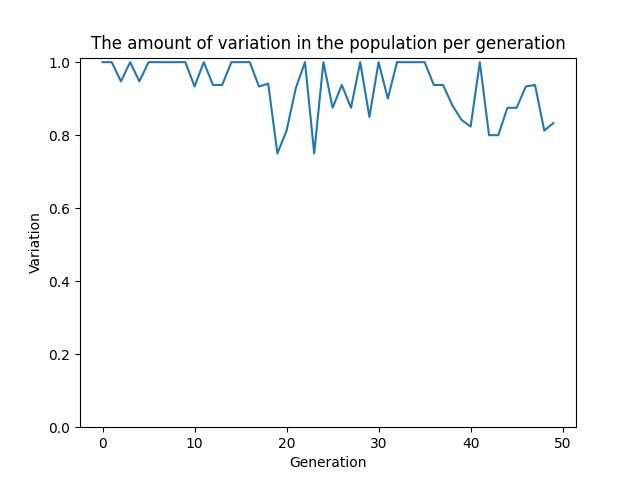 The amount of variation in the population per generation
1.0
0.8
0.6
0.4
0.2
0.0
Variation
0 10 20 30 40 50
Generation